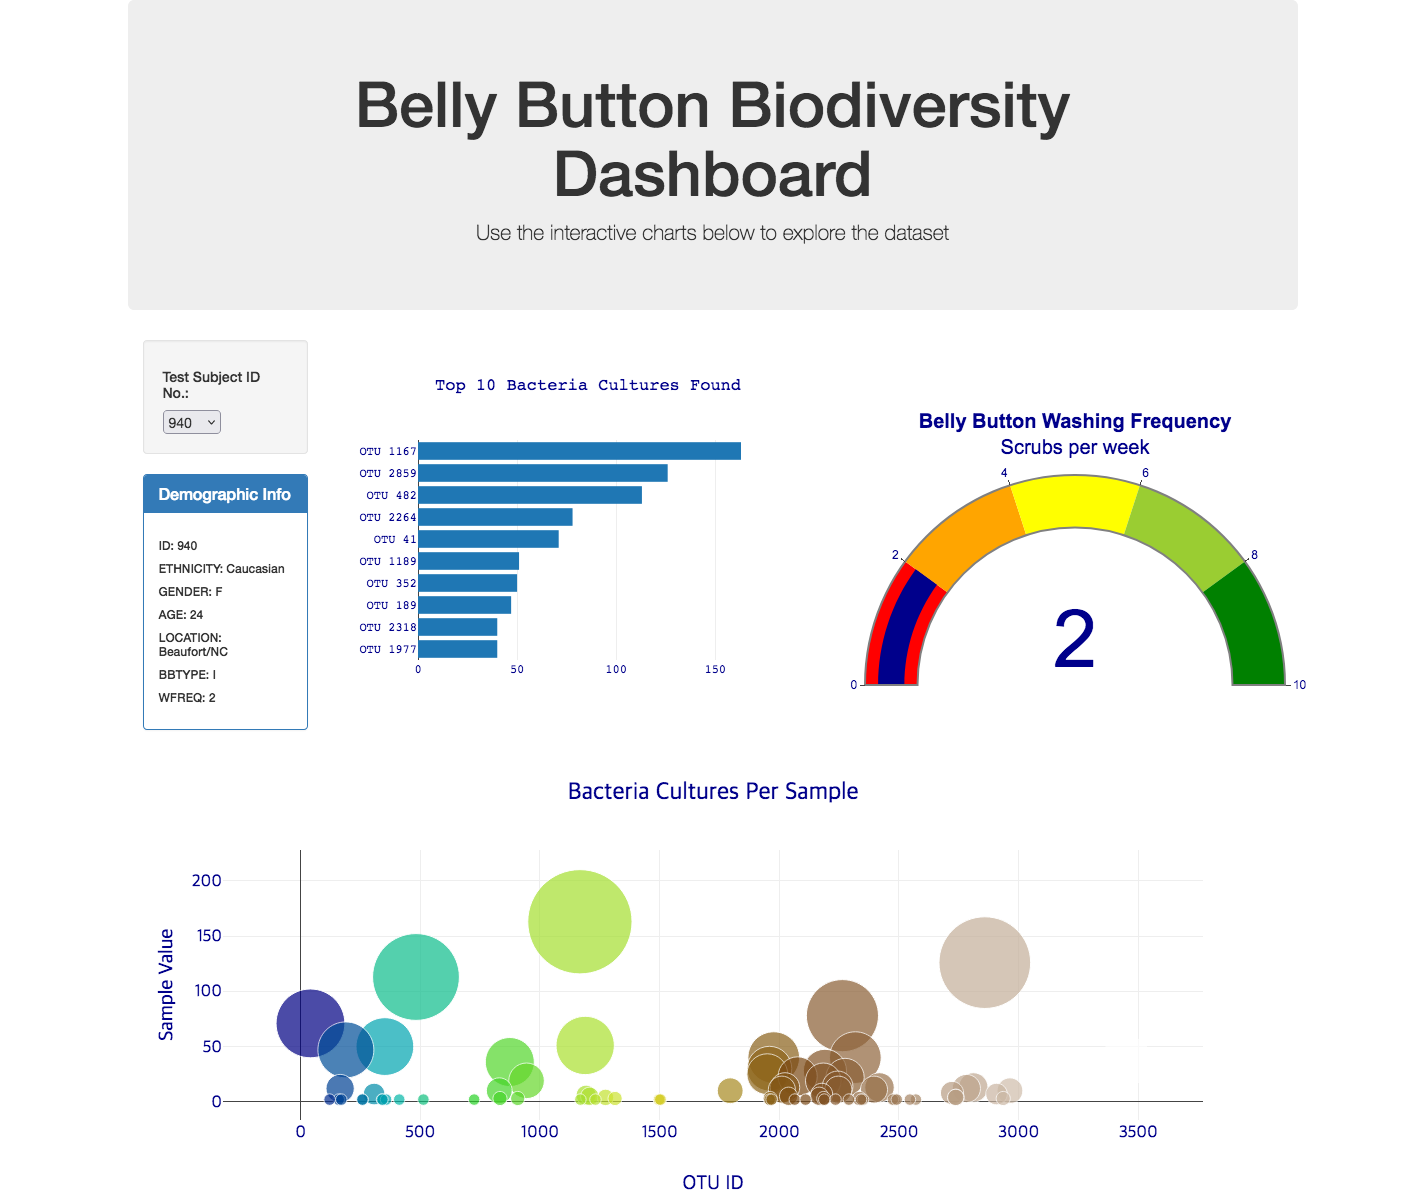 Belly Button Biodiversity
Dashboard
Use the interactive charts below to explore the dataset
Test Subject ID
No.:
940
Demographic Info
ID: 940
ETHNICITY: Caucasian
GENDER: F
AGE: 24
LOCATION:
Beaufort/NC
BBTYPE: I
WFREQ: 2
Top 10 Bacteria Cultures Found
OTU 1167
OTU 2859
OTU 482
OTU 2264
OTU 41
OTU 1189
OTU 352
OTU 189
OTU 2318
OTU 1977
0 50 100 150
Belly Button Washing Frequency
Scrubs per week
4 6
2 8
2
0 10
Bacteria Cultures Per Sample
Sample Value
200
150
100
50
0
0 500 1000 1500 2000 2500 3000 3500
OTU ID